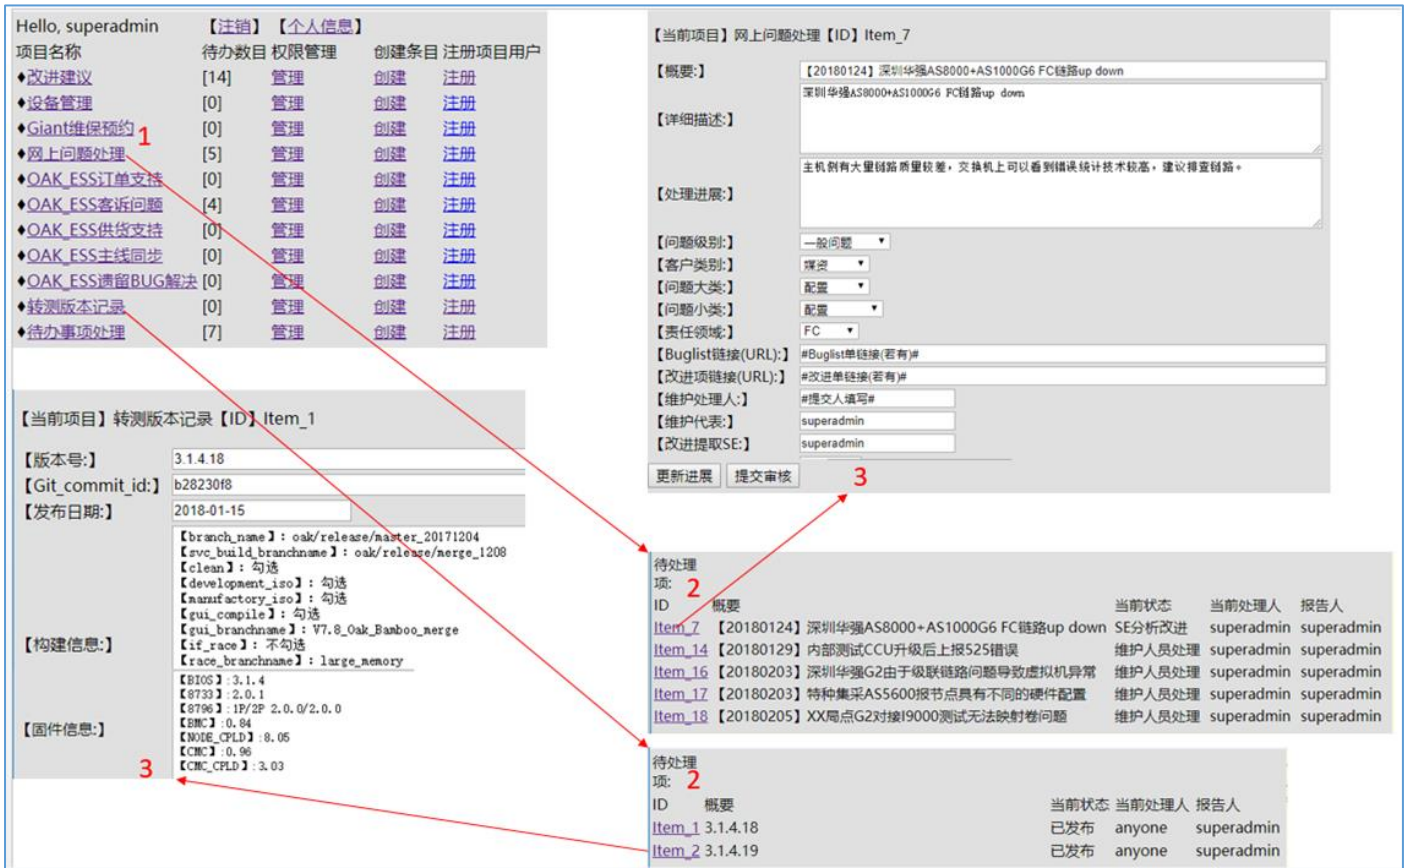 Hello, superadmin 【注销】 【个人信息】
项目名称 待办数目 权限管理 创建条目 注册项目用户
♦改进建议 [14] 管理 创建 注册
♦设备管理 [0] 管理 创建 注册
♦Giant维保预约 [0] 管理 创建 注册
1
♦网上问题处理 [5] 管理 创建 注册
♦OAK_ESS订单支持 [0] 管理 创建 注册
♦OAK_ESS客诉问题 [4] 管理 创建 注册
♦OAK_ESS供货支持 [0] 管理 创建 注册
♦OAK_ESS主线同步 [0] 管理 创建 注册
♦OAK_ESS遗留BUG解决 [0] 管理 创建 注册
♦转测版本记录 [0] 管理 创建 注册
♦待办事项处理 [7] 管理 创建 注册
【当前项目】网上问题处理【ID】Item_7
【概要:】 【20180124】深圳华强AS8000+AS1000G6 FC链路up down
【详细描述:】 深圳华强AS8000+AS1000G6 FC链路up down
【处理进展:】 主机侧有大量链路质量较差，交换机上可以看到错误统计技术较高，建议排查链路。
【问题级别:】 一般问题
【客户类别:】 媒资
【问题大类:】 配置
【问题小类:】 配置
【责任领域:】 FC
【Buglist链接(URL):】 #Buglist单链接(若有)#
【改进项链接(URL):】 #改进单链接(若有)#
【维护处理人:】 #提交人填写#
【维护代表:】 superadmin
【改进提取SE:】 superadmin
更新进展 提交审核
3
【当前项目】转测版本记录【ID】Item_1
【版本号:】 3.1.4.18
【Git_commit_id:】 b28230f8
【发布日期:】 2018-01-15
【构建信息:】
【branch_name】: oak/release/master_20171204
【svc_build_branchname】: oak/release/merge_1208
【clean】: 勾选
【development_iso】: 勾选
【manufactory_iso】: 勾选
【gui_compile】: 勾选
【gui_branchname】: V7.8_Oak_Bamboo_merge
【if_race】: 不勾选
【race_branchname】: large_memory
【固件信息:】
【BIOS】:3.1.4
【8733】:2.0.1
【8796】:1P/2P 2.0.0/2.0.0
【BMC】:0.84
【NODE_CPLD】:8.05
【CMC】:0.96
【CMC_CPLD】:3.03
3
待处理
项:
2
ID 概要 当前状态 当前处理人 报告人
Item_7 【20180124】深圳华强AS8000+AS1000G6 FC链路up down SE分析改进 superadmin superadmin
Item_14 【20180129】内部测试CCU升级后上报525错误 维护人员处理 superadmin superadmin
Item_16 【20180203】深圳华强G2由于级联链路问题导致虚拟机异常 维护人员处理 superadmin superadmin
Item_17 【20180203】特种集采AS5600报节点具有不同的硬件配置 维护人员处理 superadmin superadmin
Item_18 【20180205】XX局点G2对接I9000测试无法映射卷问题 维护人员处理 superadmin superadmin
待处理
项:
2
ID 概要 当前状态 当前处理人 报告人
Item_1 3.1.4.18 已发布 anyone superadmin
Item_2 3.1.4.19 已发布 anyone superadmin